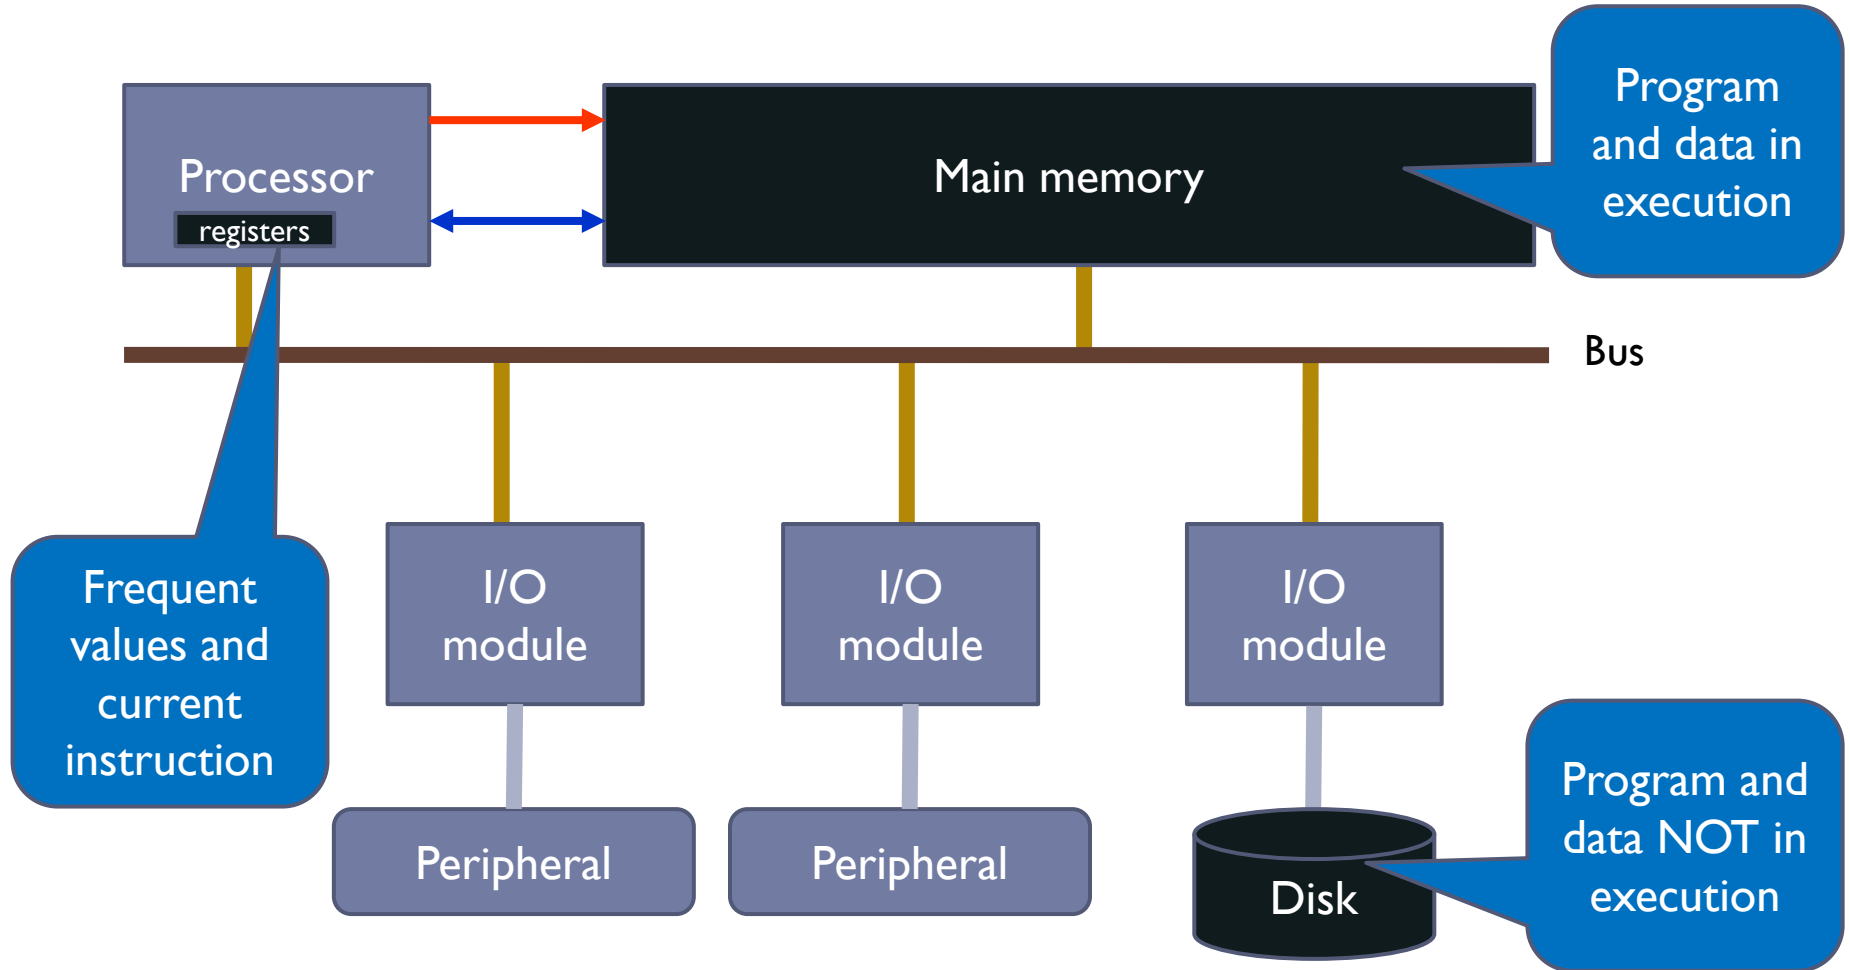 Program
and data in
execution
Processor
registers
Main memory
Bus
Frequent
values and
current
instruction
I/O
module
I/O
module
I/O
module
Program and
data NOT in
execution
Peripheral
Peripheral
Disk